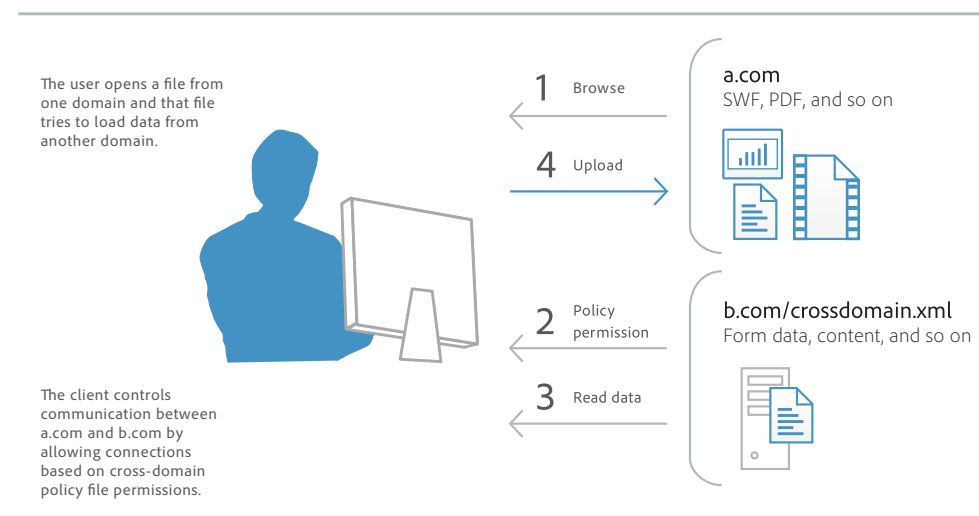 The user opens a file from
one domain and that file
tries to load data from
another domain.
1 Browse
4 Upload
a.com
SWF, PDF, and so on
2 Policy
permission
3 Read data
b.com/crossdomain.xml
Form data, content, and so on
The client controls
communication between
a.com and b.com by
allowing connections
based on cross-domain
policy file permissions.